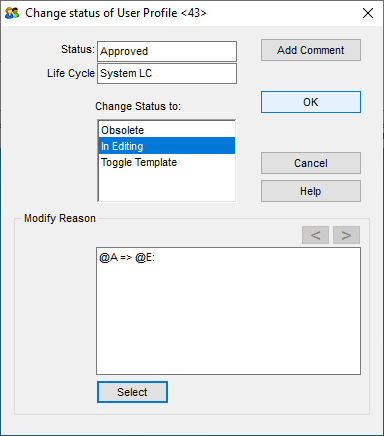 Change status of User Profile <43>
Status: Approved
Add Comment
Life Cycle System LC
Change Status to:
OK
Obsolete
In Editing
Toggle Template
Cancel
Help
Modify Reason
< >
@A => @E:
Select